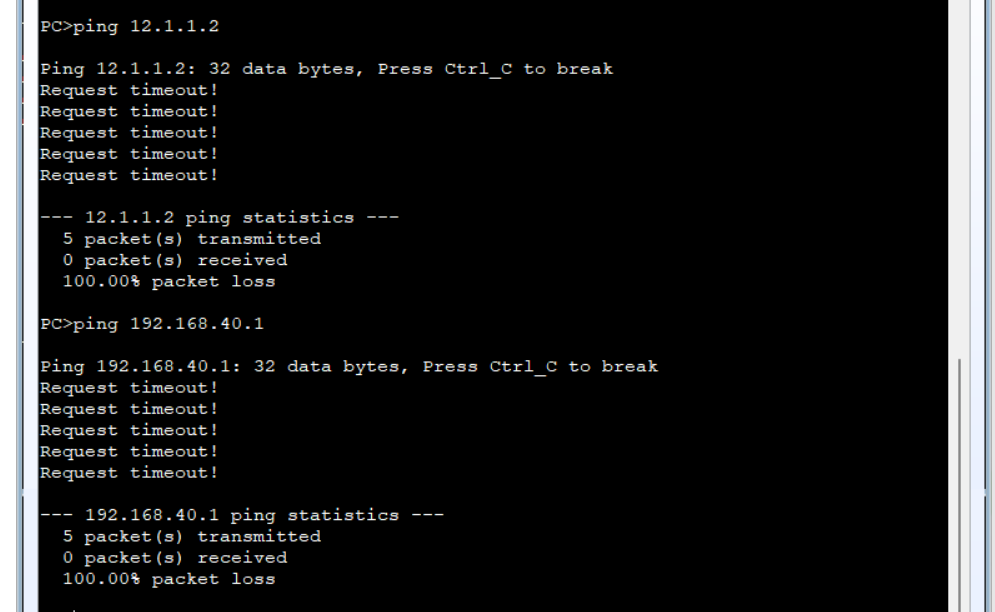 PC>ping 12.1.1.2
Ping 12.1.1.2: 32 data bytes, Press Ctrl_C to break
Request timeout!
Request timeout!
Request timeout!
Request timeout!
Request timeout!
--- 12.1.1.2 ping statistics ---
5 packet(s) transmitted
0 packet(s) received
100.00% packet loss
PC>ping 192.168.40.1
Ping 192.168.40.1: 32 data bytes, Press Ctrl_C to break
Request timeout!
Request timeout!
Request timeout!
Request timeout!
Request timeout!
--- 192.168.40.1 ping statistics ---
5 packet(s) transmitted
0 packet(s) received
100.00% packet loss